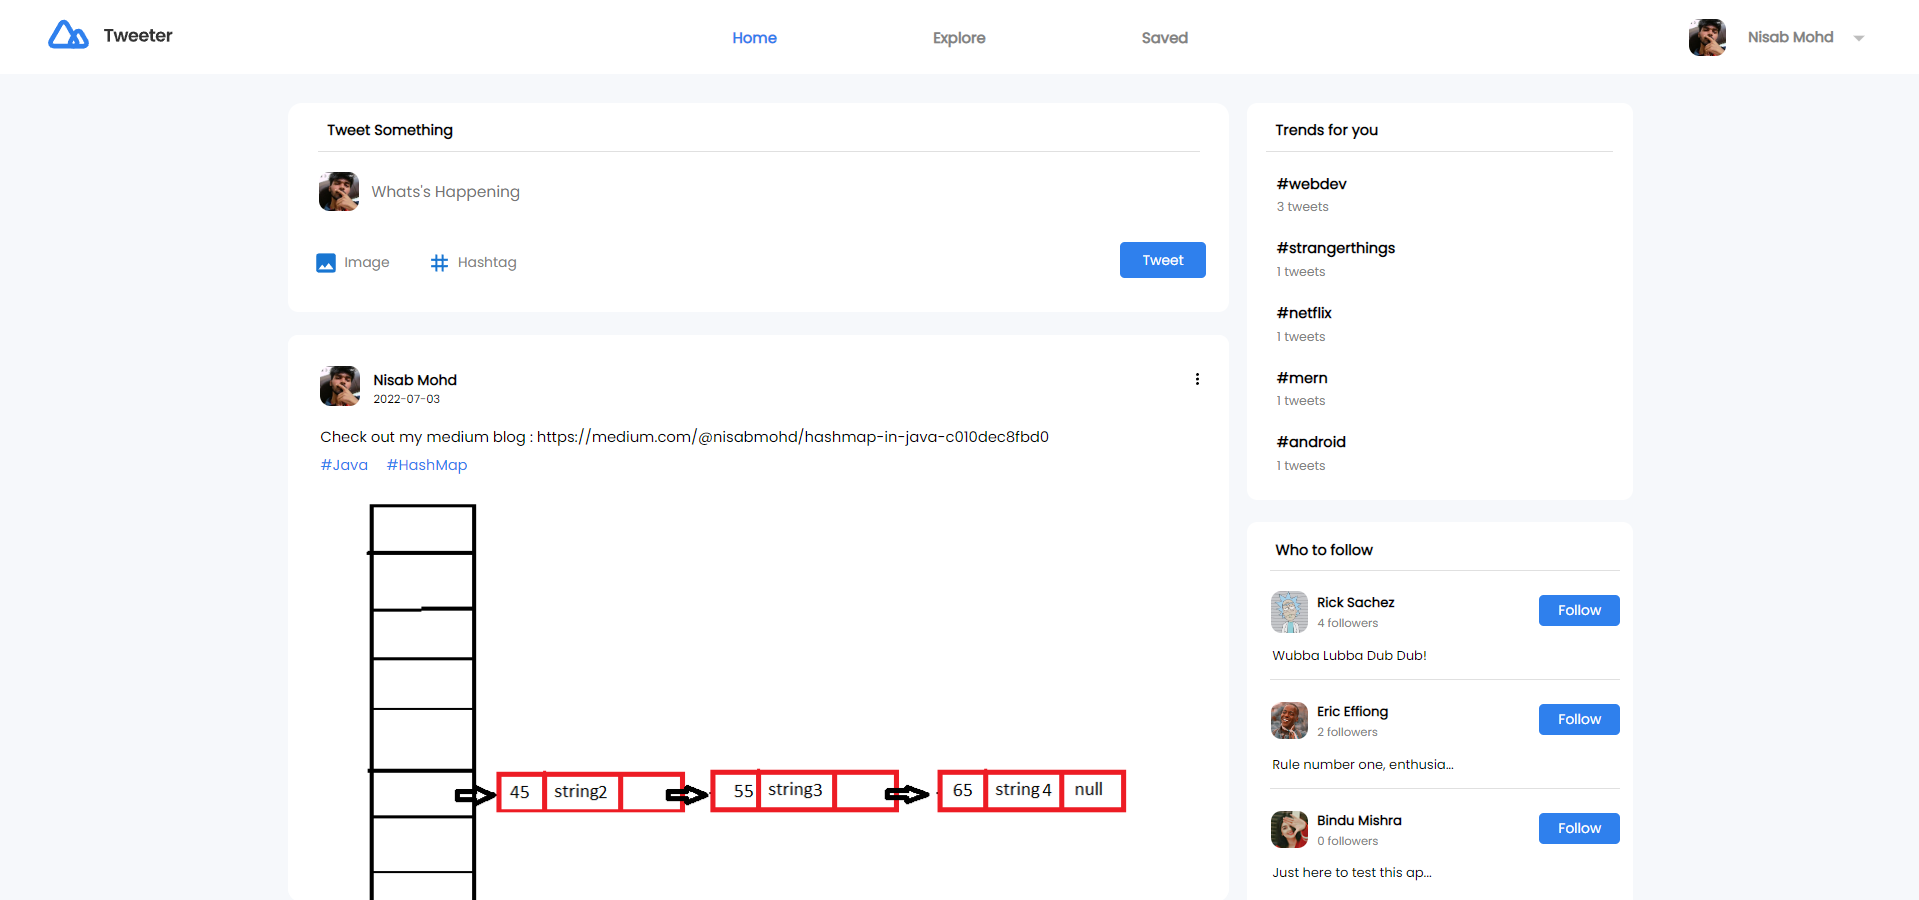 Tweeter
Home
Explore
Saved
Nisab Mohd
Tweet Something
Whats's Happening
Image
Hashtag
Tweet
Nisab Mohd
2022-07-03
Check out my medium blog : https://medium.com/@nisabmohd/hashmap-in-java-c010dec8fbd0
#Java #HashMap
45 string2
55 string3
65 string4 null
Trends for you
#webdev
3 tweets
#strangerthings
1 tweets
#netflix
1 tweets
#mern
1 tweets
#android
1 tweets
Who to follow
Rick Sachez
4 followers
Follow
Wubba Lubba Dub Dub!
Eric Effiong
2 followers
Follow
Rule number one, enthusia...
Bindu Mishra
0 followers
Follow
Just here to test this ap...